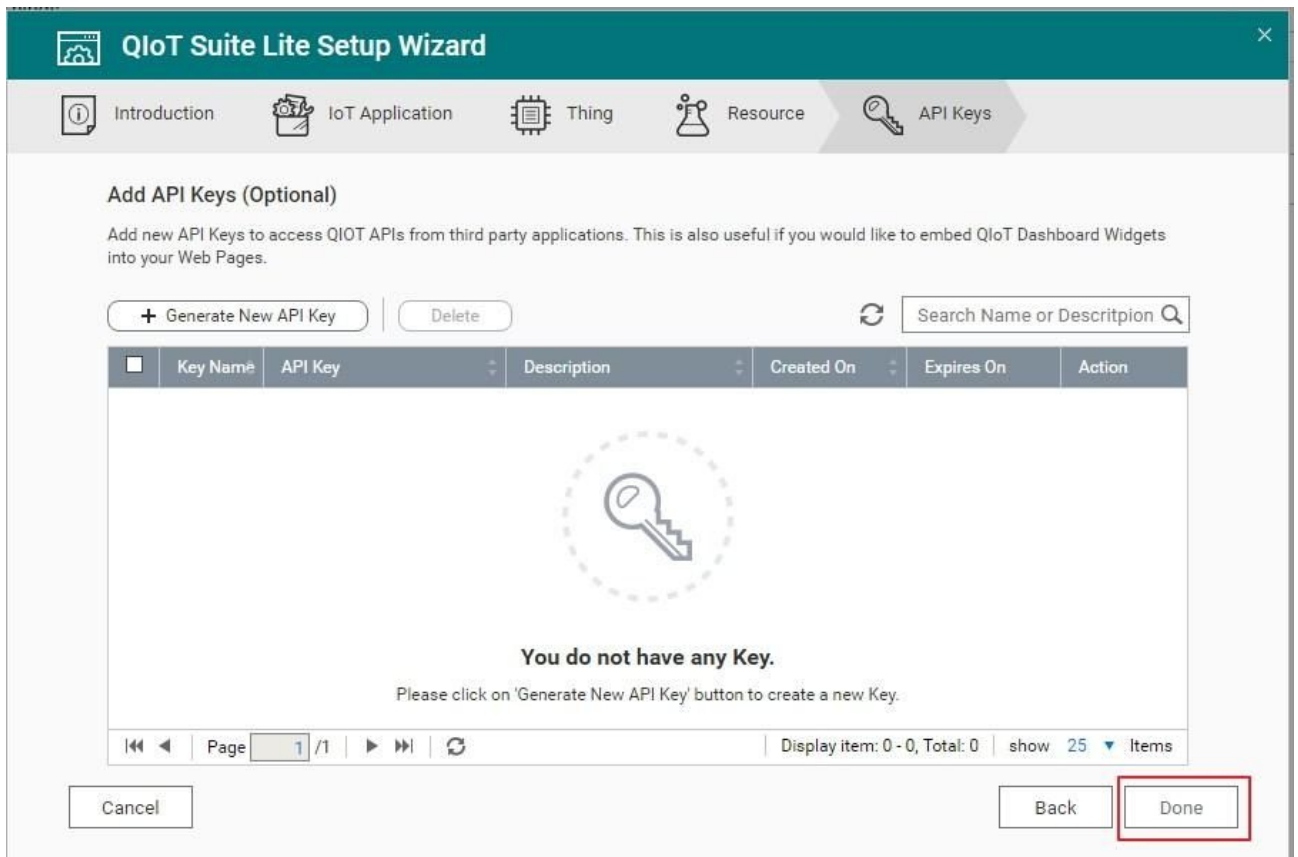 QIoT Suite Lite Setup Wizard
Introduction
IoT Application
Thing
Resource
API Keys
Add API Keys (Optional)
Add new API Keys to access QIOT APIs from third party applications. This is also useful if you would like to embed QIoT Dashboard Widgets
into your Web Pages.
+ Generate New API Key
Delete
Search Name or Descritpion
Key Name API Key Description Created On Expires On Action
You do not have any Key.
Please click on 'Generate New API Key' button to create a new Key.
Page 1 /1
Display item: 0 - 0, Total: 0 show 25 Items
Cancel
Back
Done